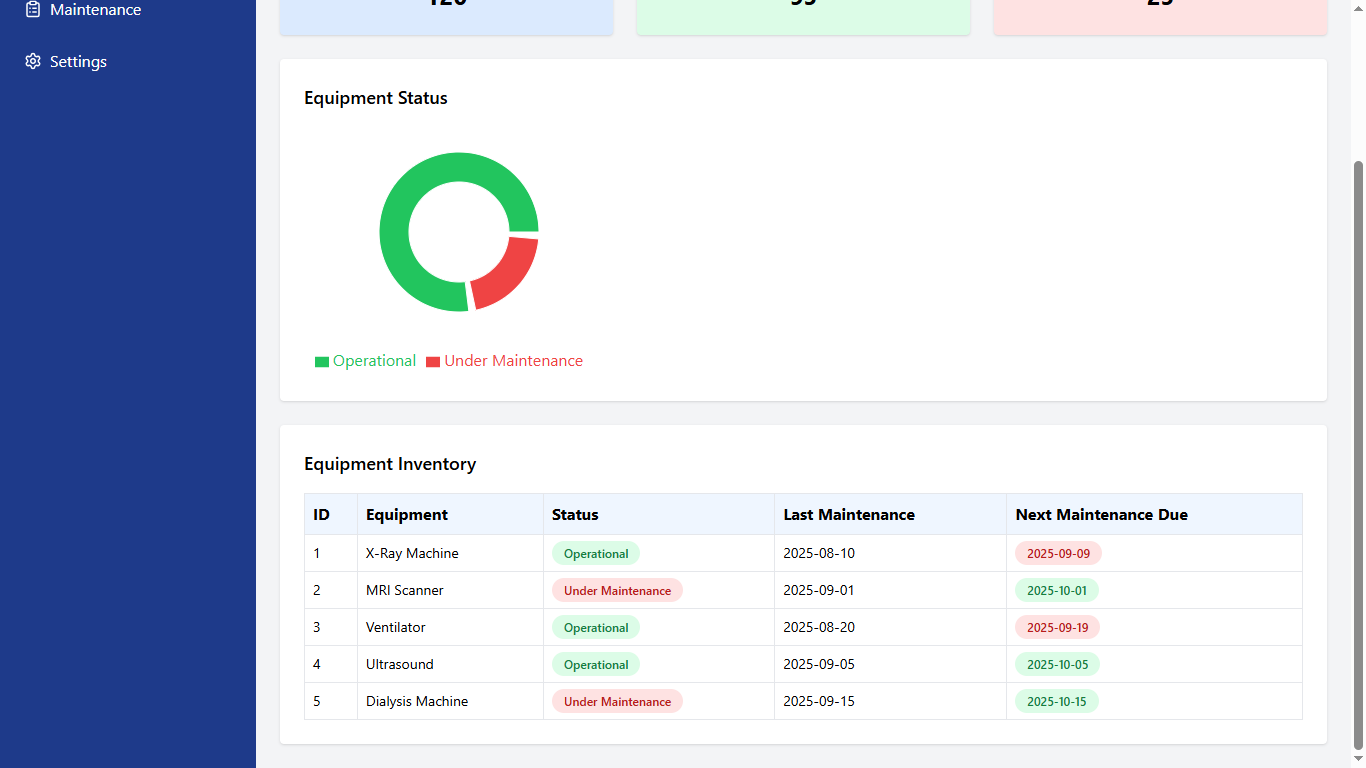 Maintenance
Settings
Equipment Status
Operational Under Maintenance
Equipment Inventory
ID Equipment Status Last Maintenance Next Maintenance Due
1 X-Ray Machine Operational 2025-08-10 2025-09-09
2 MRI Scanner Under Maintenance 2025-09-01 2025-10-01
3 Ventilator Operational 2025-08-20 2025-09-19
4 Ultrasound Operational 2025-09-05 2025-10-05
5 Dialysis Machine Under Maintenance 2025-09-15 2025-10-15